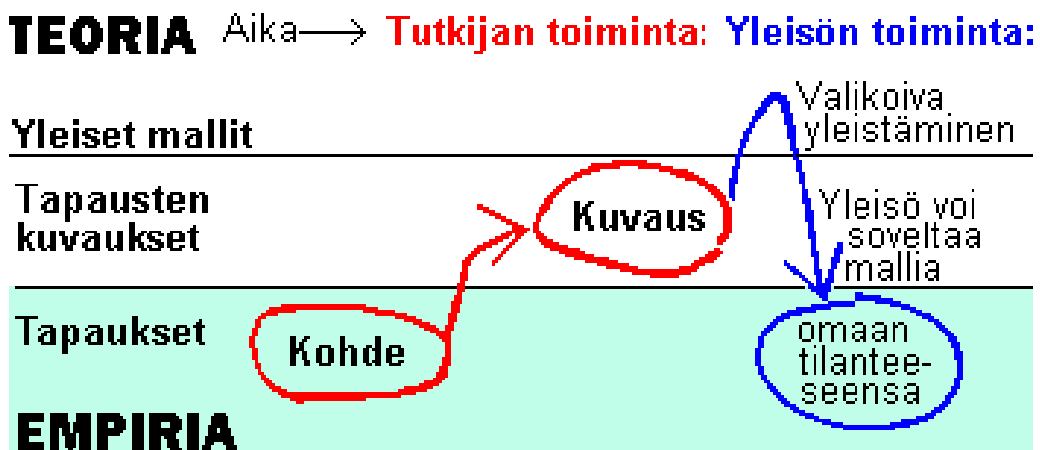 TEORIA Aika → Tutkijan toiminta: Yleisön toiminta:
Valikoiva
yleistäminen
Yleiset mallit
Tapausten
kuvaukset
Kuvaus
Yleisö voi
soveltaa
mallia
Tapaukset
Kohde
omaan
tilantee-
seensa
EMPIRIA